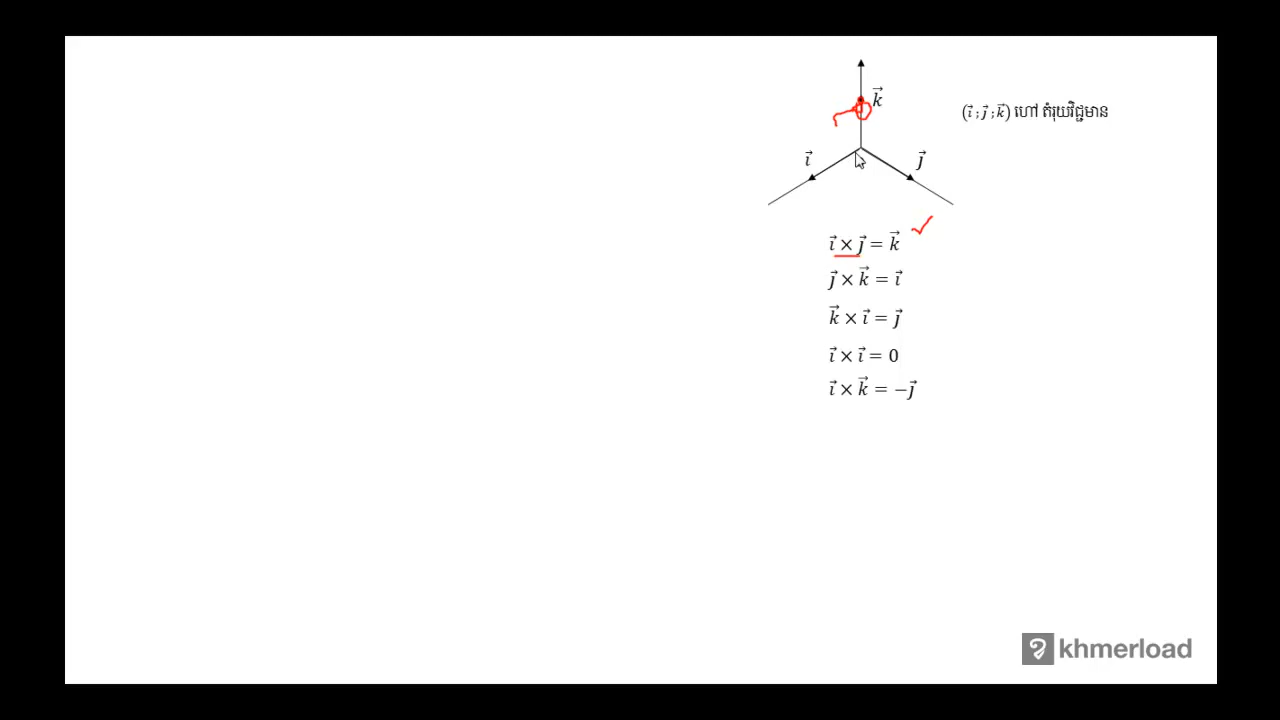 k⃗
(i⃗ ; j⃗ ; k⃗) ហៅ តំរុយវិជ្ជមាន
i⃗ j⃗
i⃗ × j⃗ = k⃗
j⃗ × k⃗ = i⃗
k⃗ × i⃗ = j⃗
i⃗ × i⃗ = 0
i⃗ × k⃗ = −j⃗
khmerload